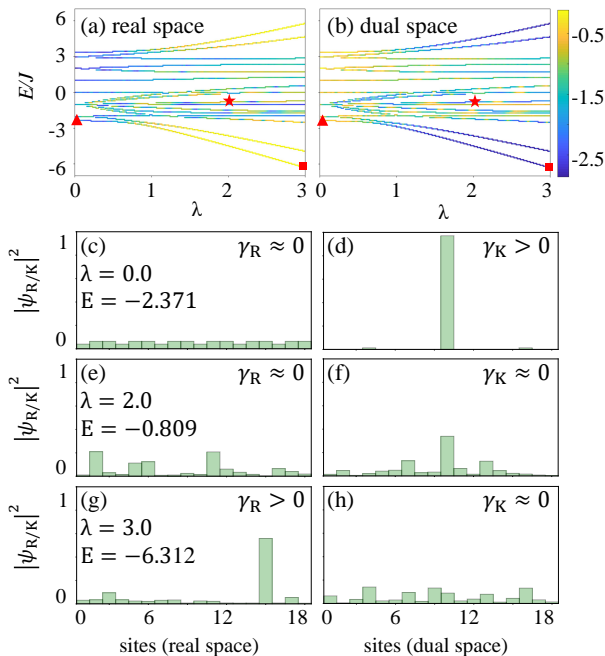 (a) real space
(b) dual space
E/J
6
3
0
-3
-6
0 1 2 3
λ
0 1 2 3
λ
-0.5
-1.5
-2.5
(c) γR ≈ 0
λ = 0.0
E = −2.371
(d) γK > 0
|ψR/K|²
1
0
(e) γR ≈ 0
λ = 2.0
E = −0.809
(f) γK ≈ 0
|ψR/K|²
1
0
(g) γR > 0
λ = 3.0
E = −6.312
(h) γK ≈ 0
|ψR/K|²
1
0
0 6 12 18
sites (real space)
0 6 12 18
sites (dual space)